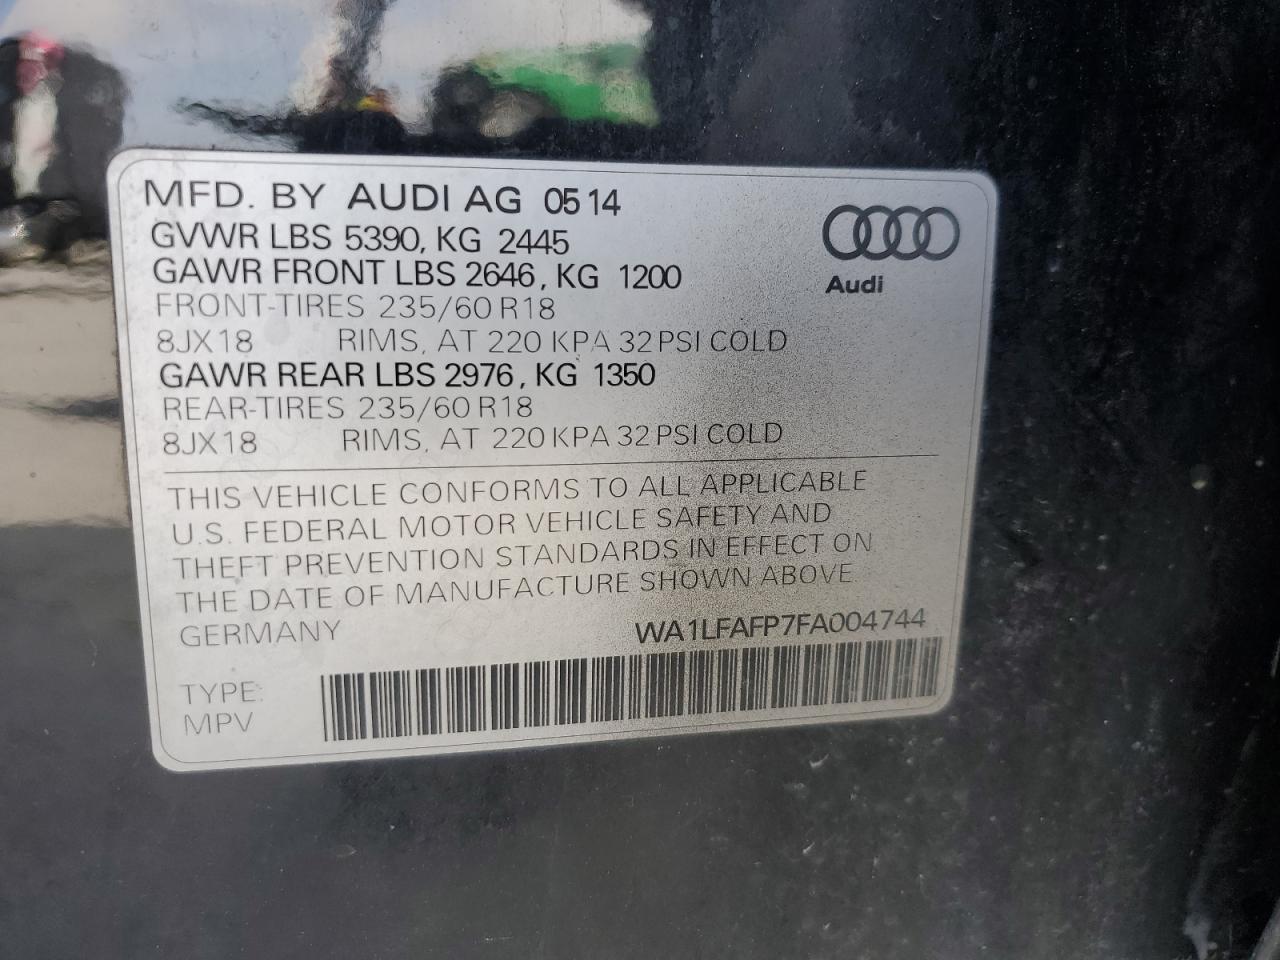 MFD. BY AUDI AG 05 14
GVWR LBS 5390, KG 2445
GAWR FRONT LBS 2646, KG 1200
FRONT-TIRES 235/60 R18
8JX18 RIMS, AT 220 KPA 32 PSI COLD
GAWR REAR LBS 2976, KG 1350
REAR-TIRES 235/60 R18
8JX18 RIMS, AT 220 KPA 32 PSI COLD
Audi
THIS VEHICLE CONFORMS TO ALL APPLICABLE
U.S. FEDERAL MOTOR VEHICLE SAFETY AND
THEFT PREVENTION STANDARDS IN EFFECT ON
THE DATE OF MANUFACTURE SHOWN ABOVE.
GERMANY WA1LFAFP7FA004744
TYPE:
MPV